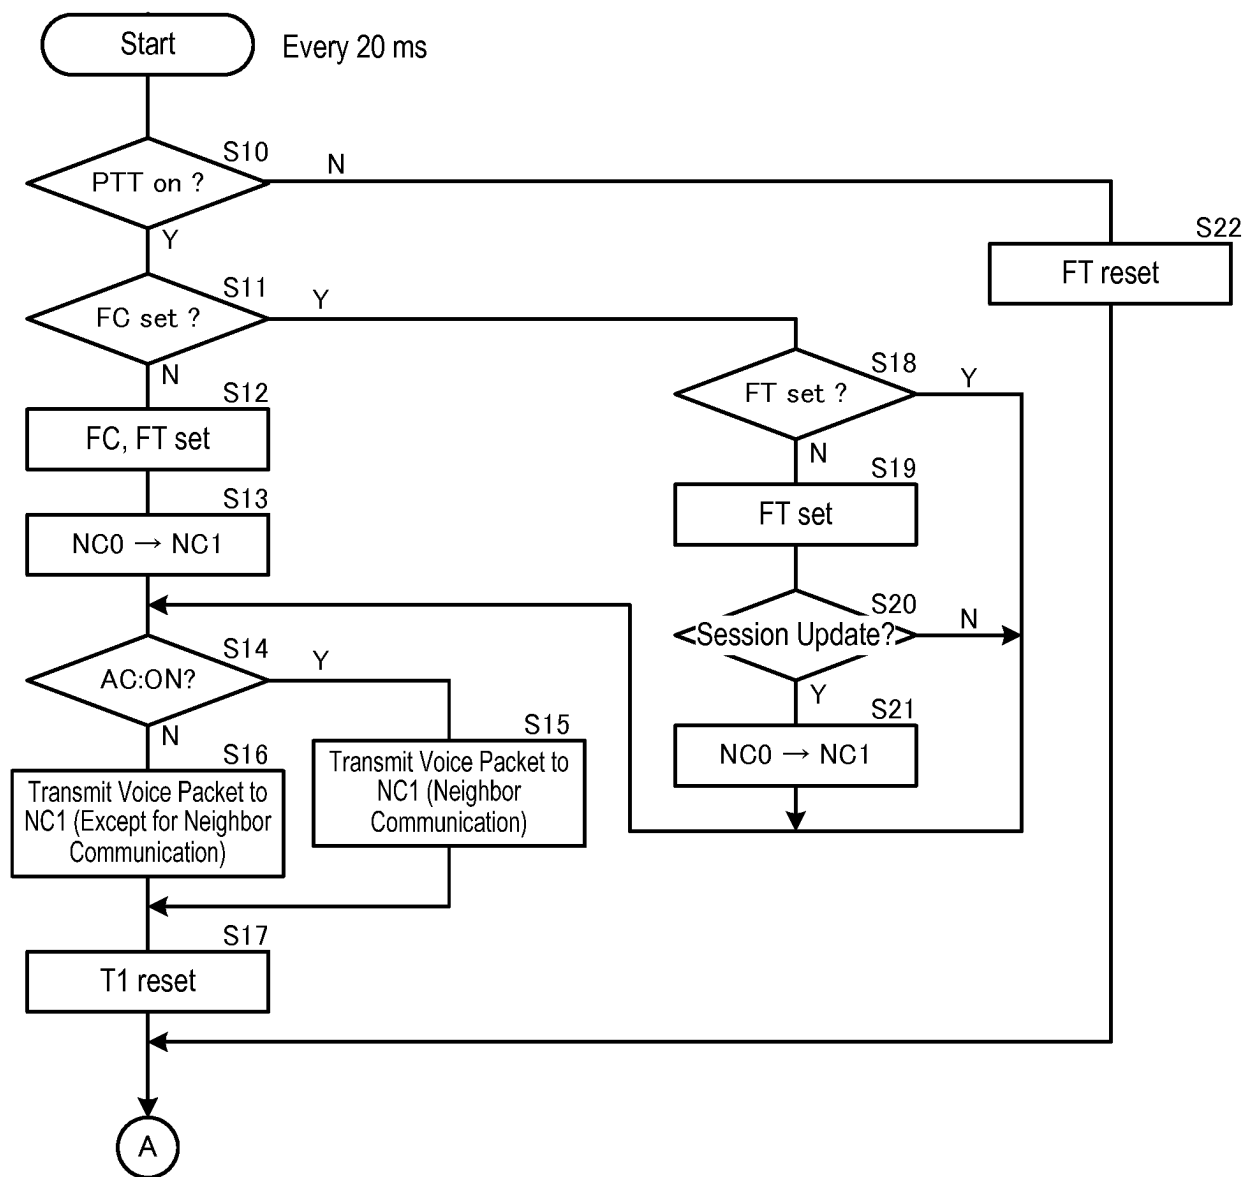 Start
Every 20 ms
S10
PTT on ?
N
Y
S22
FT reset
S11
FC set ?
Y
N
S18
FT set ?
Y
N
S12
FC, FT set
S19
FT set
S13
NC0 → NC1
S20
Session Update?
N
Y
S14
AC:ON?
Y
N
S21
NC0 → NC1
S15
Transmit Voice Packet to
NC1 (Neighbor
Communication)
S16
Transmit Voice Packet to
NC1 (Except for Neighbor
Communication)
S17
T1 reset
A